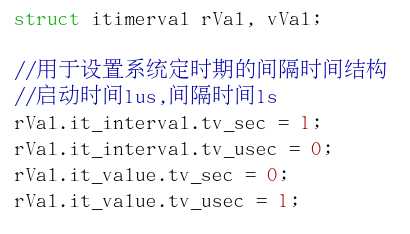 struct itimerval rVal, vVal;
//用于设置系统定时期的间隔时间结构
//启动时间1us,间隔时间1s
rVal.it_interval.tv_sec = 1;
rVal.it_interval.tv_usec = 0;
rVal.it_value.tv_sec = 0;
rVal.it_value.tv_usec = 1;